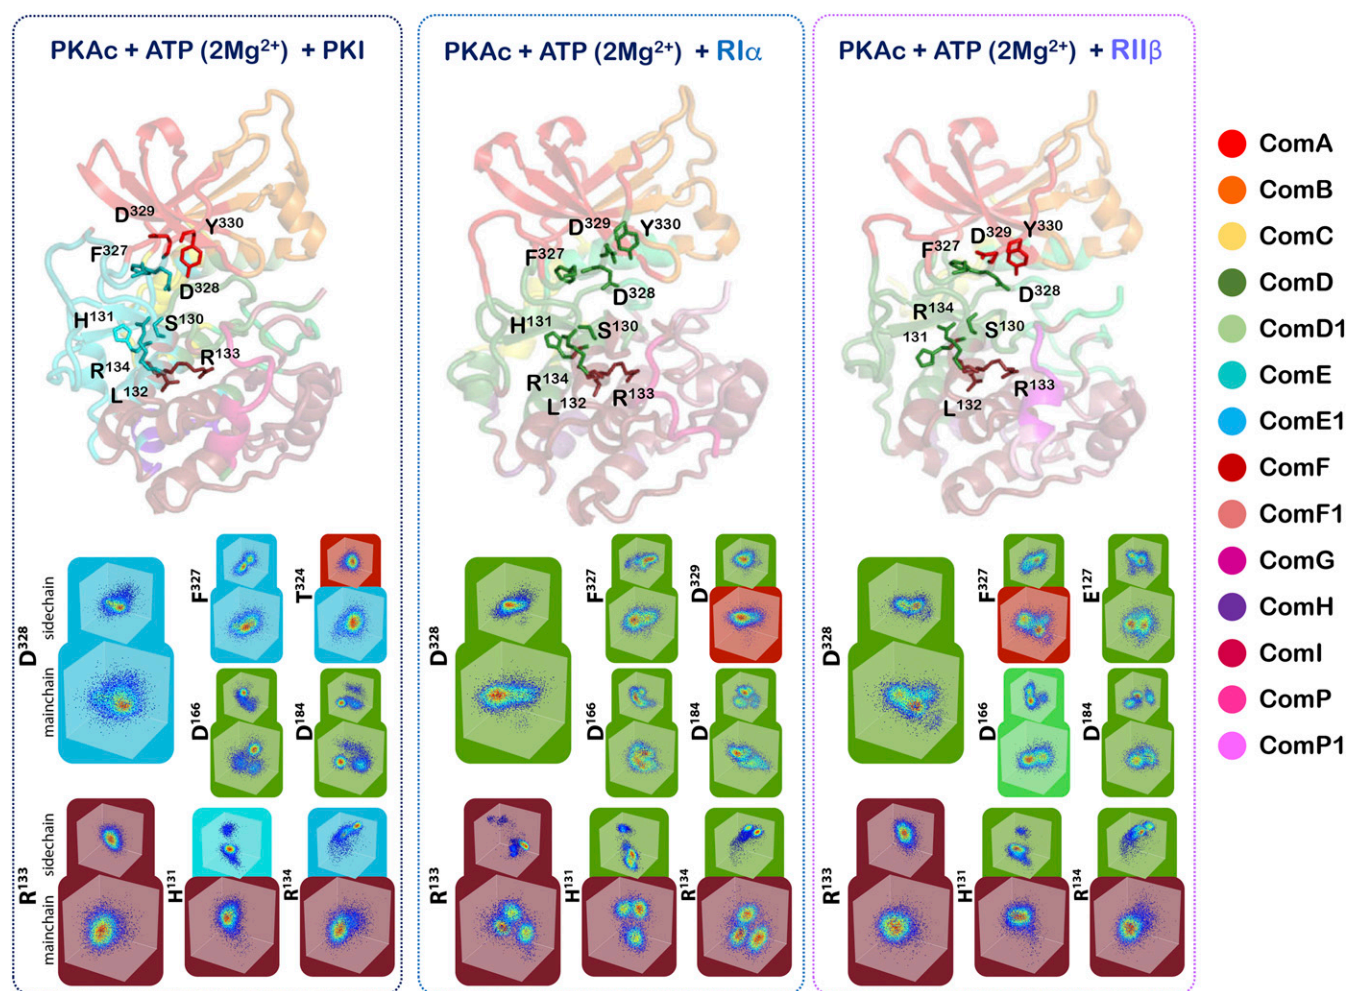 PKAc + ATP (2Mg²⁺) + PKI
D³²⁹
Y³³⁰
F³²⁷
D³²⁸
H¹³¹
S¹³⁰
R¹³⁴
R¹³³
L¹³²
D³²⁸
sidechain
mainchain
F³²⁷
T³²⁴
D¹⁶⁶
D¹⁸⁴
R¹³³
sidechain
mainchain
H¹³¹
R¹³⁴
PKAc + ATP (2Mg²⁺) + RIα
D³²⁹
Y³³⁰
F³²⁷
D³²⁸
H¹³¹
S¹³⁰
R¹³⁴
L¹³²
R¹³³
D³²⁸
F³²⁷
D³²⁹
D¹⁶⁶
D¹⁸⁴
R¹³³
H¹³¹
R¹³⁴
PKAc + ATP (2Mg²⁺) + RIIβ
D³²⁹
Y³³⁰
F³²⁷
D³²⁸
R¹³⁴
S¹³⁰
131
R¹³³
L¹³²
D³²⁸
F³²⁷
E¹²⁷
D¹⁶⁶
D¹⁸⁴
R¹³³
H¹³¹
R¹³⁴
ComA
ComB
ComC
ComD
ComD1
ComE
ComE1
ComF
ComF1
ComG
ComH
ComI
ComP
ComP1